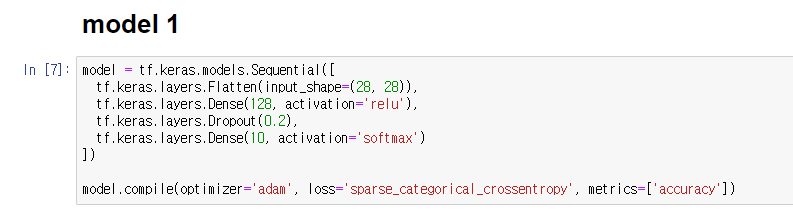 model 1
In [7]: model = tf.keras.models.Sequential([
  tf.keras.layers.Flatten(input_shape=(28, 28)),
  tf.keras.layers.Dense(128, activation='relu'),
  tf.keras.layers.Dropout(0.2),
  tf.keras.layers.Dense(10, activation='softmax')
])

model.compile(optimizer='adam', loss='sparse_categorical_crossentropy', metrics=['accuracy'])